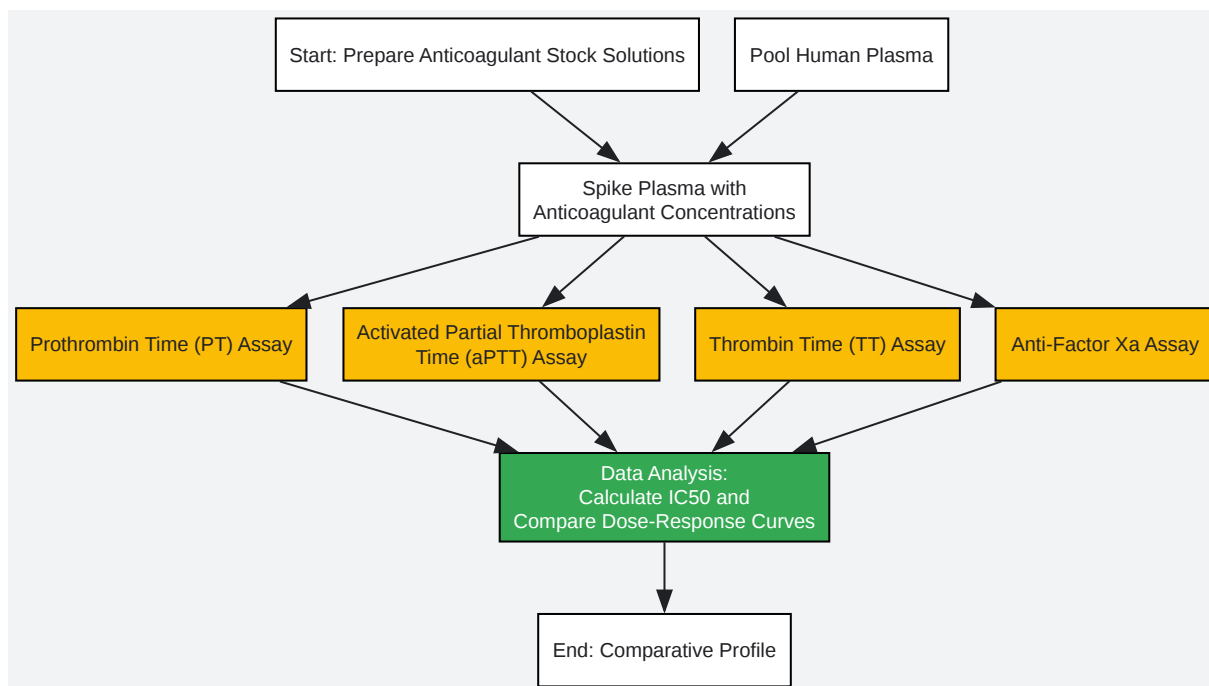 Start: Prepare Anticoagulant Stock Solutions
Pool Human Plasma
Spike Plasma with
Anticoagulant Concentrations
Prothrombin Time (PT) Assay
Activated Partial Thromboplastin
Time (aPTT) Assay
Thrombin Time (TT) Assay
Anti-Factor Xa Assay
Data Analysis:
Calculate IC50 and
Compare Dose-Response Curves
End: Comparative Profile